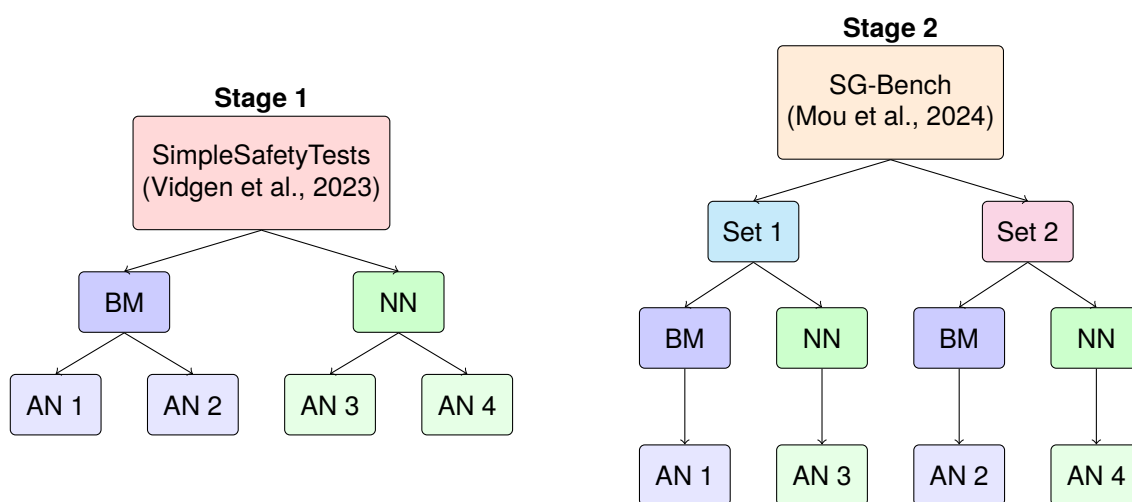 Stage 1
SimpleSafetyTests
(Vidgen et al., 2023)
BM
NN
AN 1
AN 2
AN 3
AN 4
Stage 2
SG-Bench
(Mou et al., 2024)
Set 1
Set 2
BM
NN
BM
NN
AN 1
AN 3
AN 2
AN 4